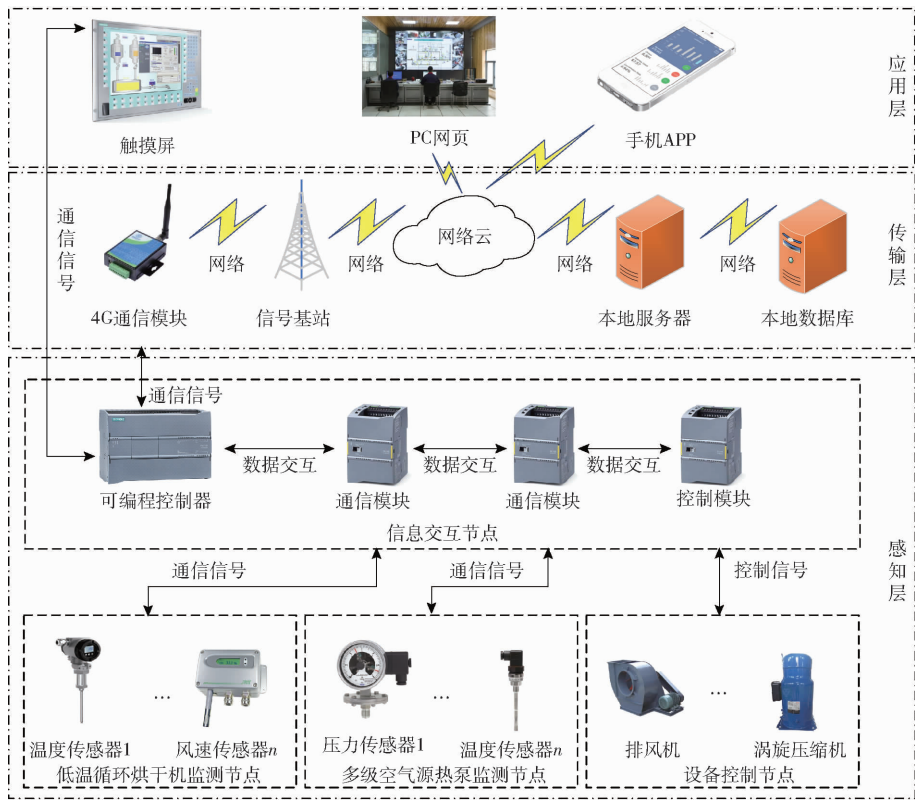 触摸屏
PC网页
手机APP
应用层
通信信号
网络
网络
网络云
网络
网络
传输层
4G通信模块
信号基站
本地服务器
本地数据库
通信信号
数据交互
数据交互
数据交互
可编程控制器
通信模块
通信模块
控制模块
信息交互节点
感知层
通信信号
通信信号
控制信号
...
...
...
温度传感器1
风速传感器n
压力传感器1
温度传感器n
排风机
涡旋压缩机
低温循环烘干机监测节点
多级空气源热泵监测节点
设备控制节点